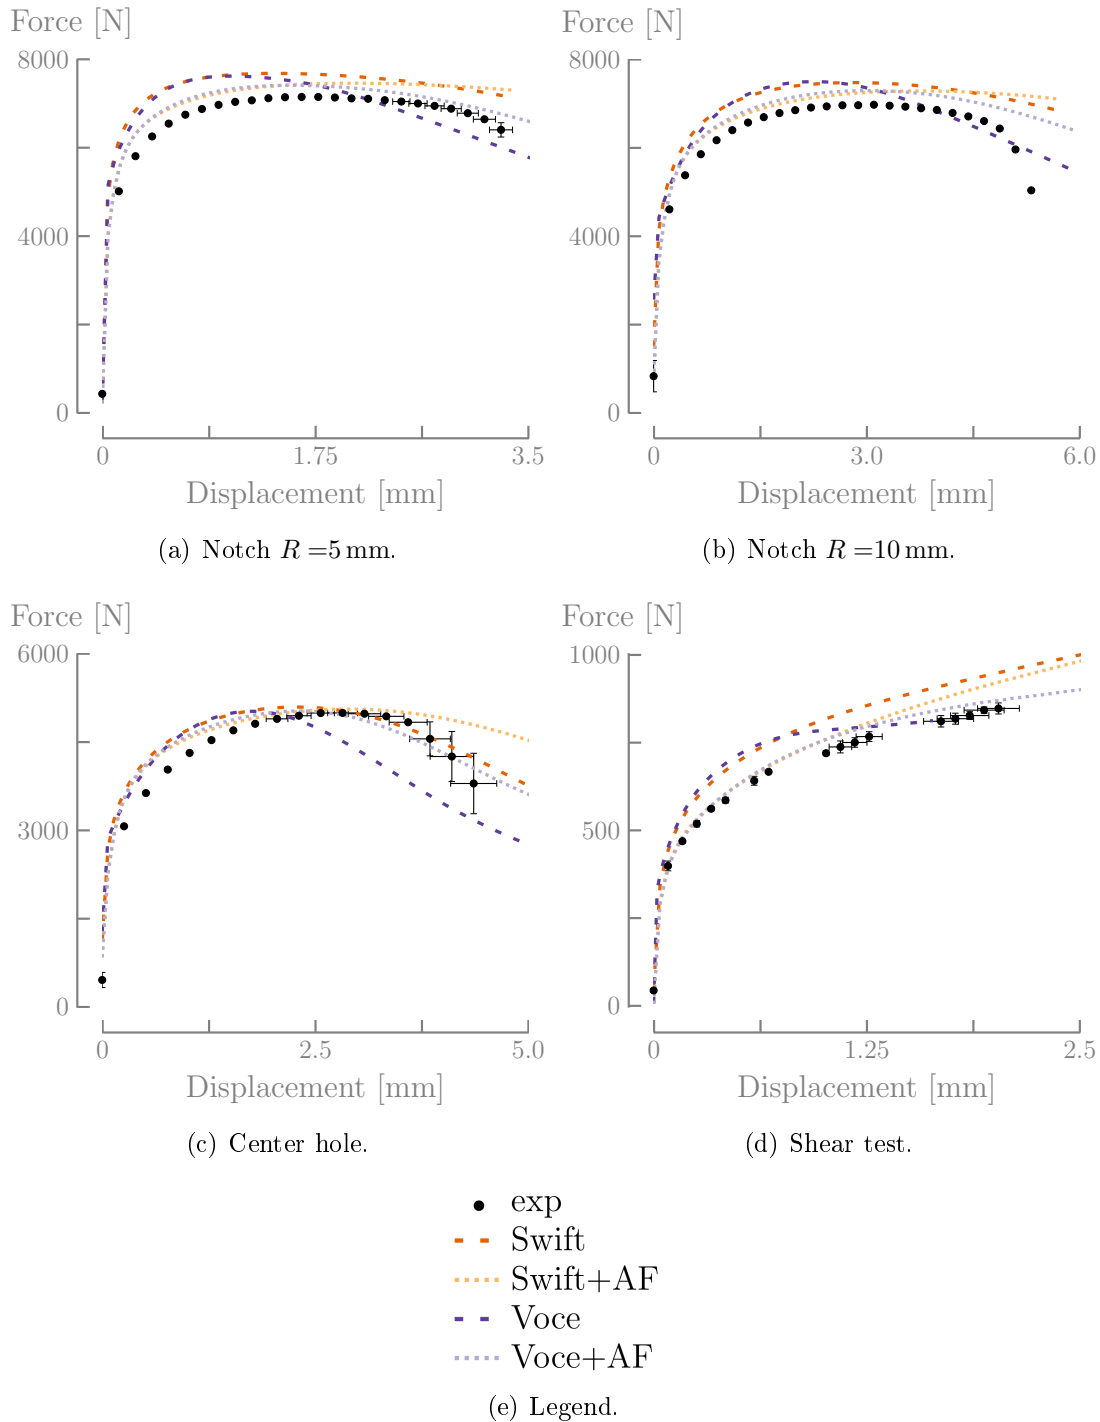 Force [N]
8000
4000
0
0 1.75 3.5
Displacement [mm]
(a) Notch R =5 mm.
Force [N]
8000
4000
0
0 3.0 6.0
Displacement [mm]
(b) Notch R =10 mm.
Force [N]
6000
3000
0
0 2.5 5.0
Displacement [mm]
(c) Center hole.
Force [N]
1000
500
0
0 1.25 2.5
Displacement [mm]
(d) Shear test.
exp
Swift
Swift+AF
Voce
Voce+AF
(e) Legend.